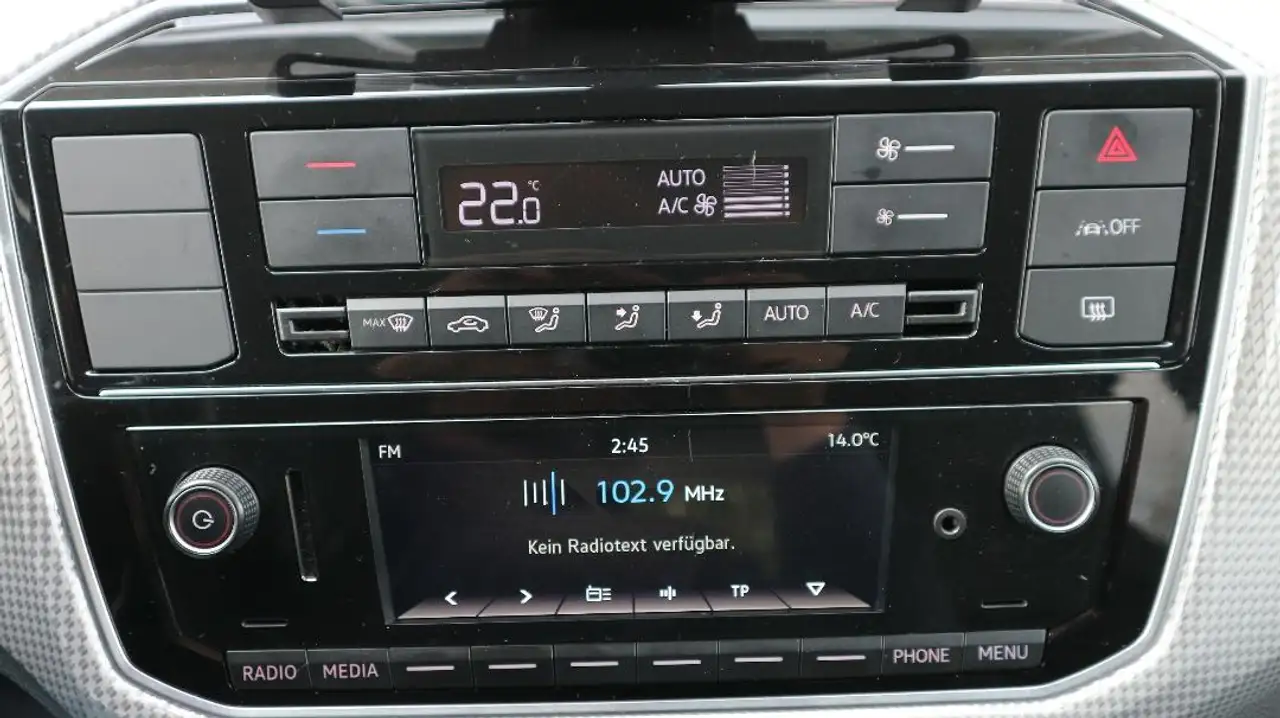 22.0 °C
AUTO
A/C
OFF
MAX
AUTO
A/C
FM
2:45
14.0°C
102.9 MHz
Kein Radiotext verfügbar.
TP
RADIO
MEDIA
PHONE
MENU